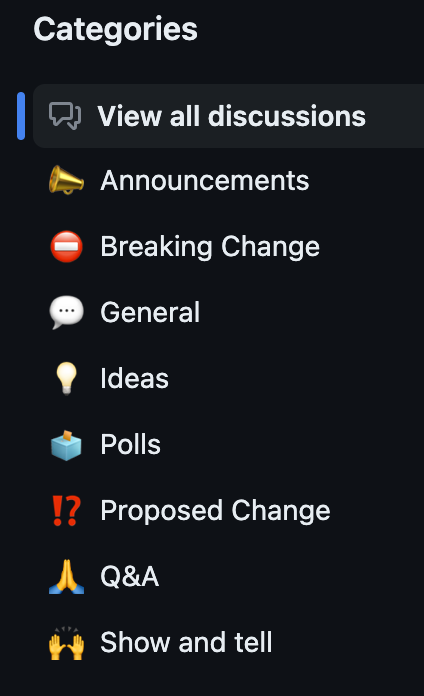 Categories
View all discussions
Announcements
Breaking Change
General
Ideas
Polls
Proposed Change
Q&A
Show and tell